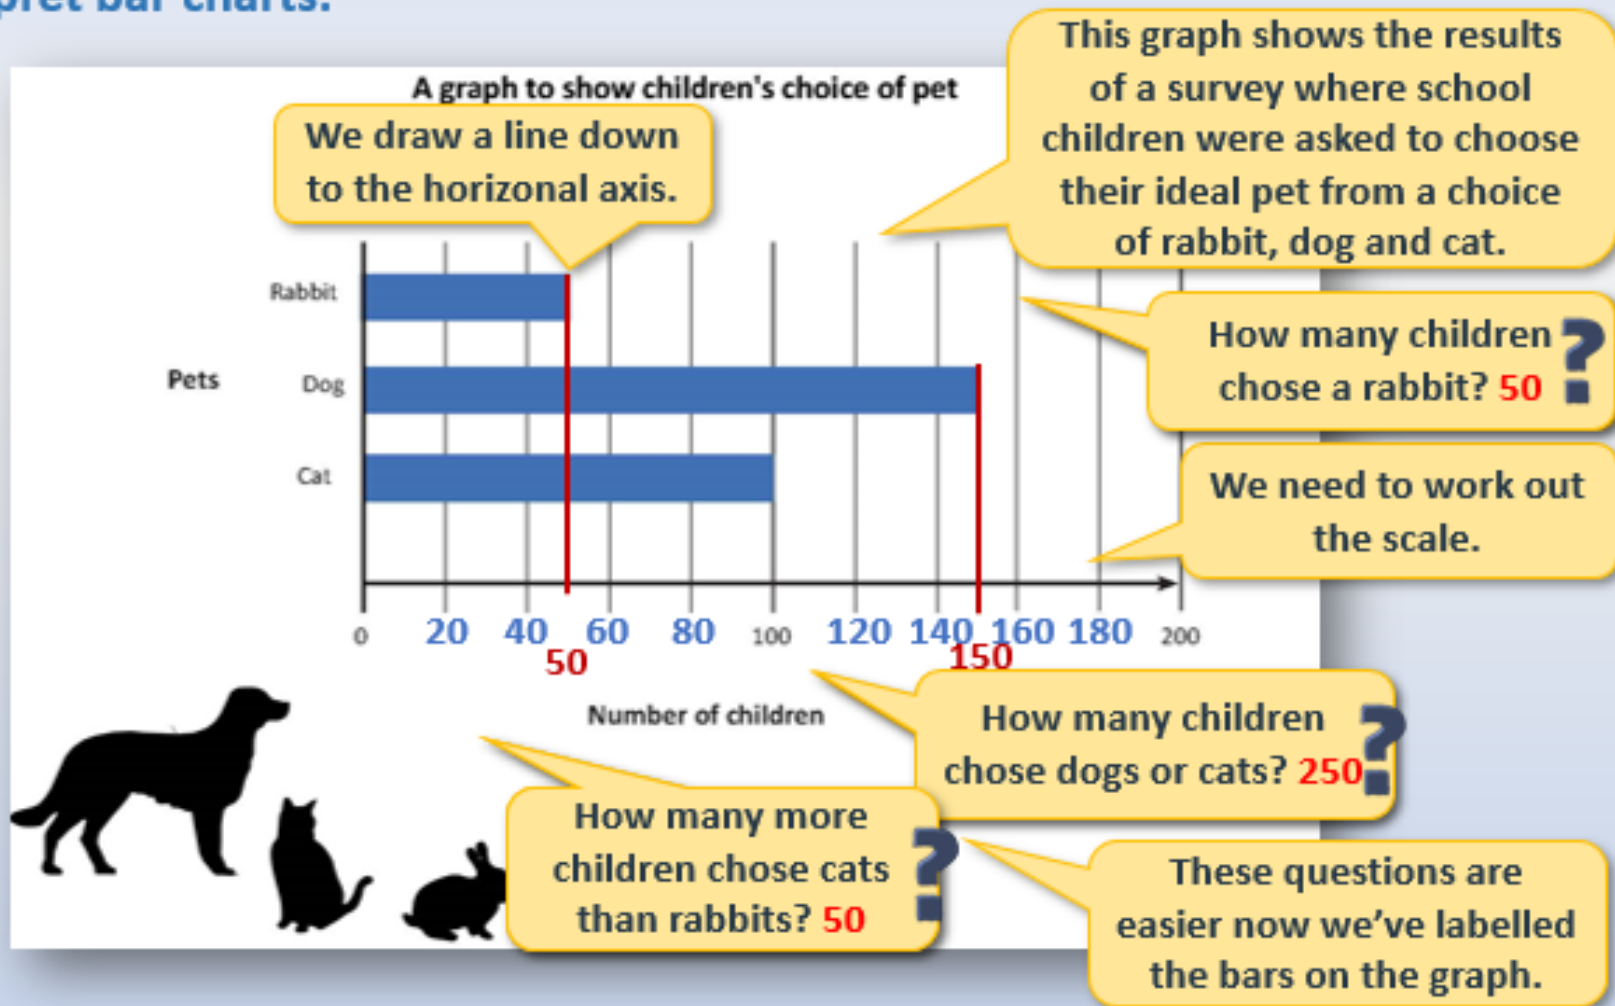 pret bar charts.
A graph to show children's choice of pet
We draw a line down
to the horizonal axis.
This graph shows the results
of a survey where school
children were asked to choose
their ideal pet from a choice
of rabbit, dog and cat.
Rabbit
How many children
chose a rabbit? 50
?
Pets
Dog
Cat
We need to work out
the scale.
0 20 40 60 80 100 120 140 160 180 200
50 150
Number of children
How many children
chose dogs or cats? 250
?
How many more
children chose cats
than rabbits? 50
?
These questions are
easier now we've labelled
the bars on the graph.